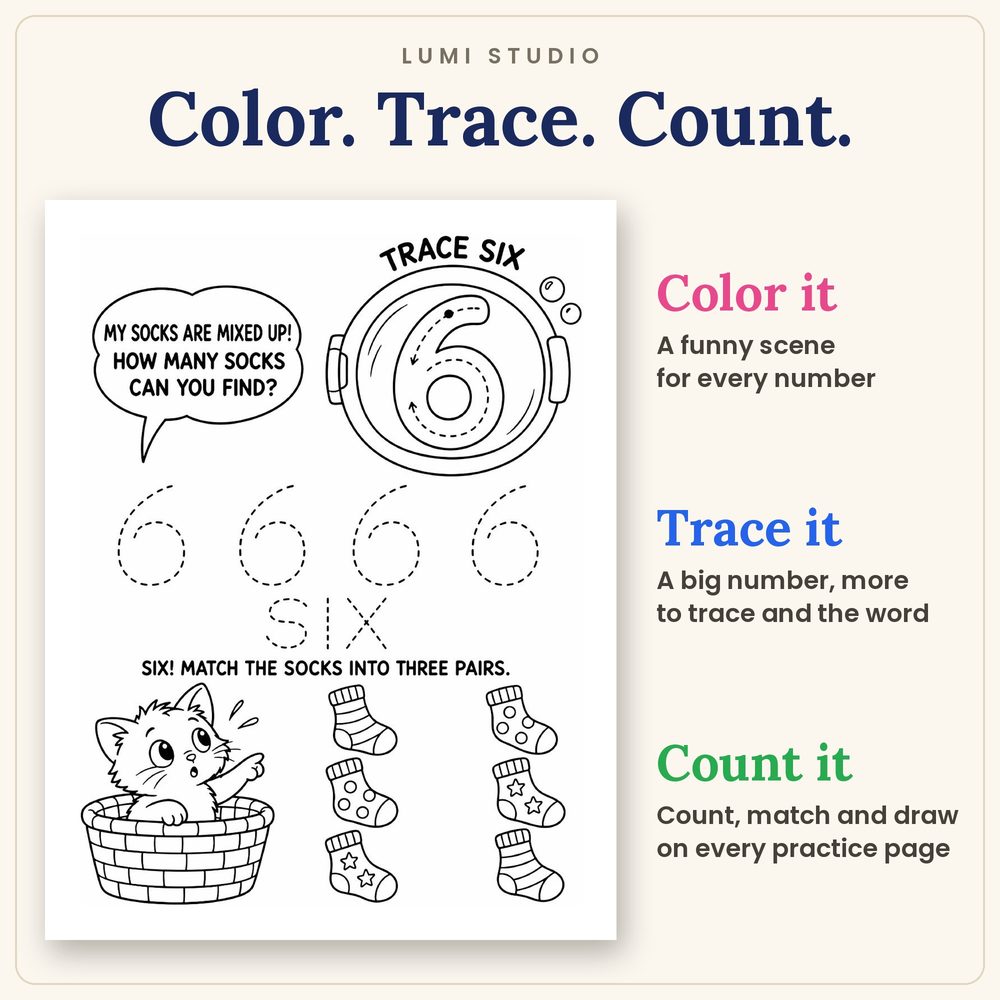 LUMI STUDIO
Color. Trace. Count.
TRACE SIX
MY SOCKS ARE MIXED UP!
HOW MANY SOCKS
CAN YOU FIND?
6
6 6 6 6
SIX
SIX! MATCH THE SOCKS INTO THREE PAIRS.
Color it
A funny scene
for every number
Trace it
A big number, more
to trace and the word
Count it
Count, match and draw
on every practice page